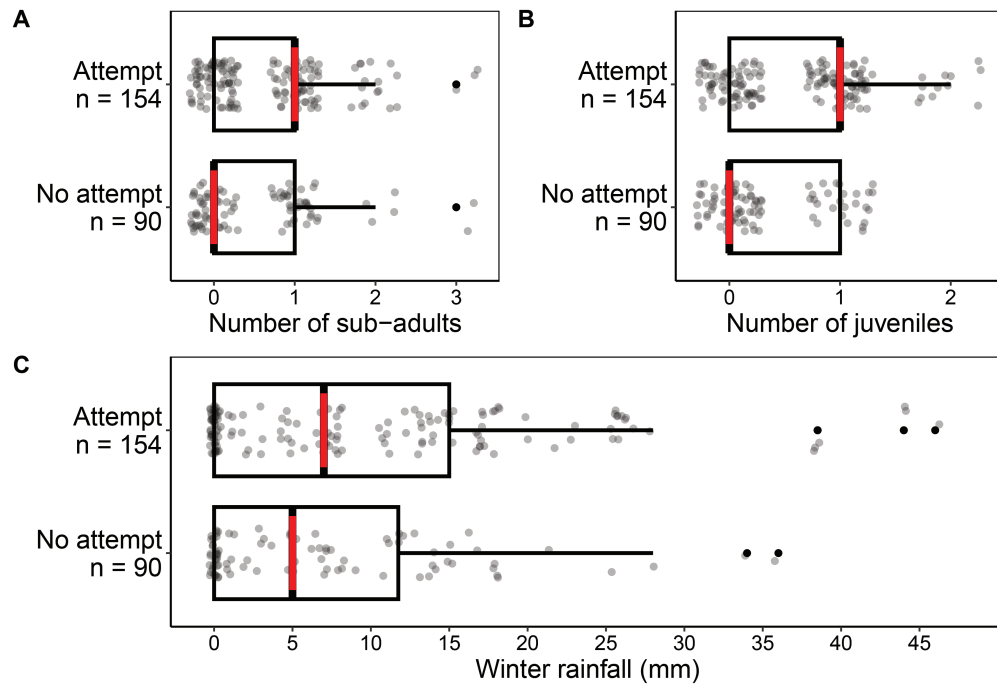 A
Attempt
n = 154
No attempt
n = 90
0 1 2 3
Number of sub−adults
B
Attempt
n = 154
No attempt
n = 90
0 1 2
Number of juveniles
C
Attempt
n = 154
No attempt
n = 90
0 5 10 15 20 25 30 35 40 45
Winter rainfall (mm)